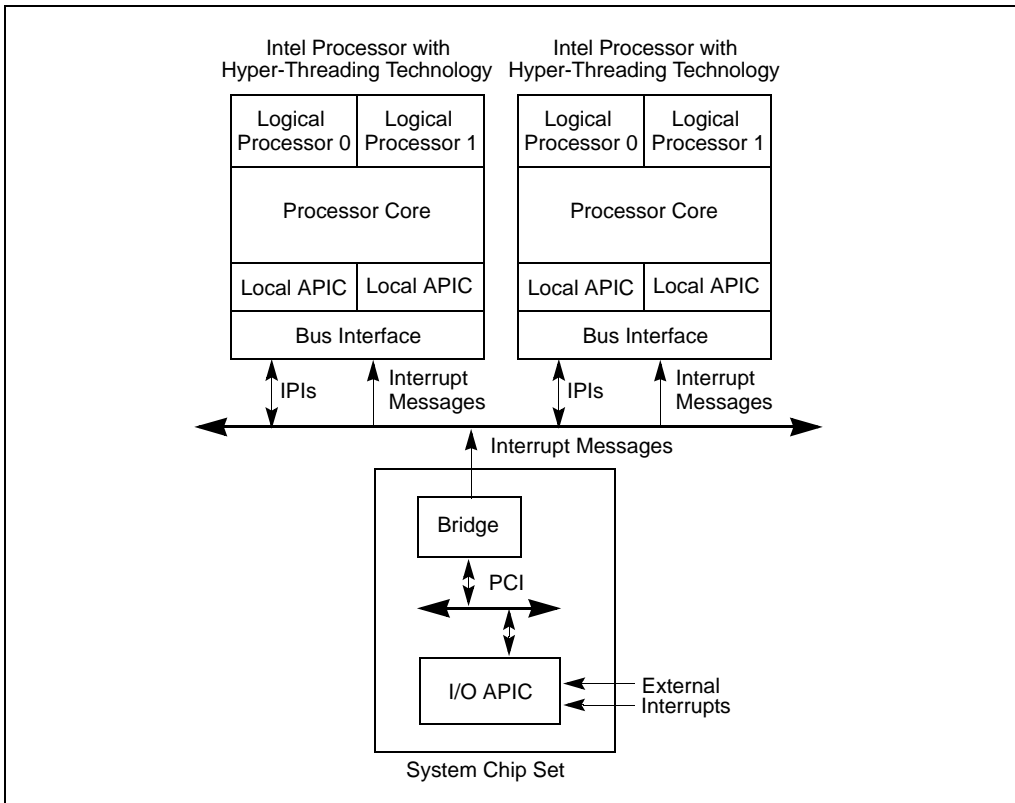 Intel Processor with
Hyper-Threading Technology
Intel Processor with
Hyper-Threading Technology
Logical
Processor 0
Logical
Processor 1
Logical
Processor 0
Logical
Processor 1
Processor Core
Processor Core
Local APIC
Local APIC
Local APIC
Local APIC
Bus Interface
Bus Interface
IPIs
Interrupt
Messages
IPIs
Interrupt
Messages
Interrupt Messages
Bridge
PCI
I/O APIC
External
Interrupts
System Chip Set